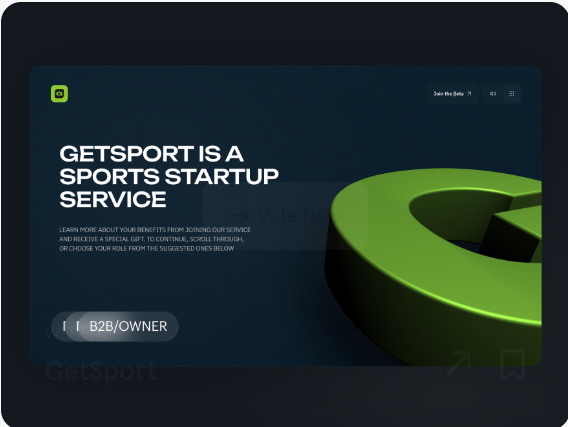 G
Join the Beta
GETSPORT IS A
SPORTS STARTUP
SERVICE
→ Vote Now
LEARN MORE ABOUT YOUR BENEFITS FROM JOINING OUR SERVICE
AND RECEIVE A SPECIAL GIFT. TO CONTINUE, SCROLL THROUGH,
OR CHOOSE YOUR ROLE FROM THE SUGGESTED ONES BELOW
B2B/OWNER
GetSport